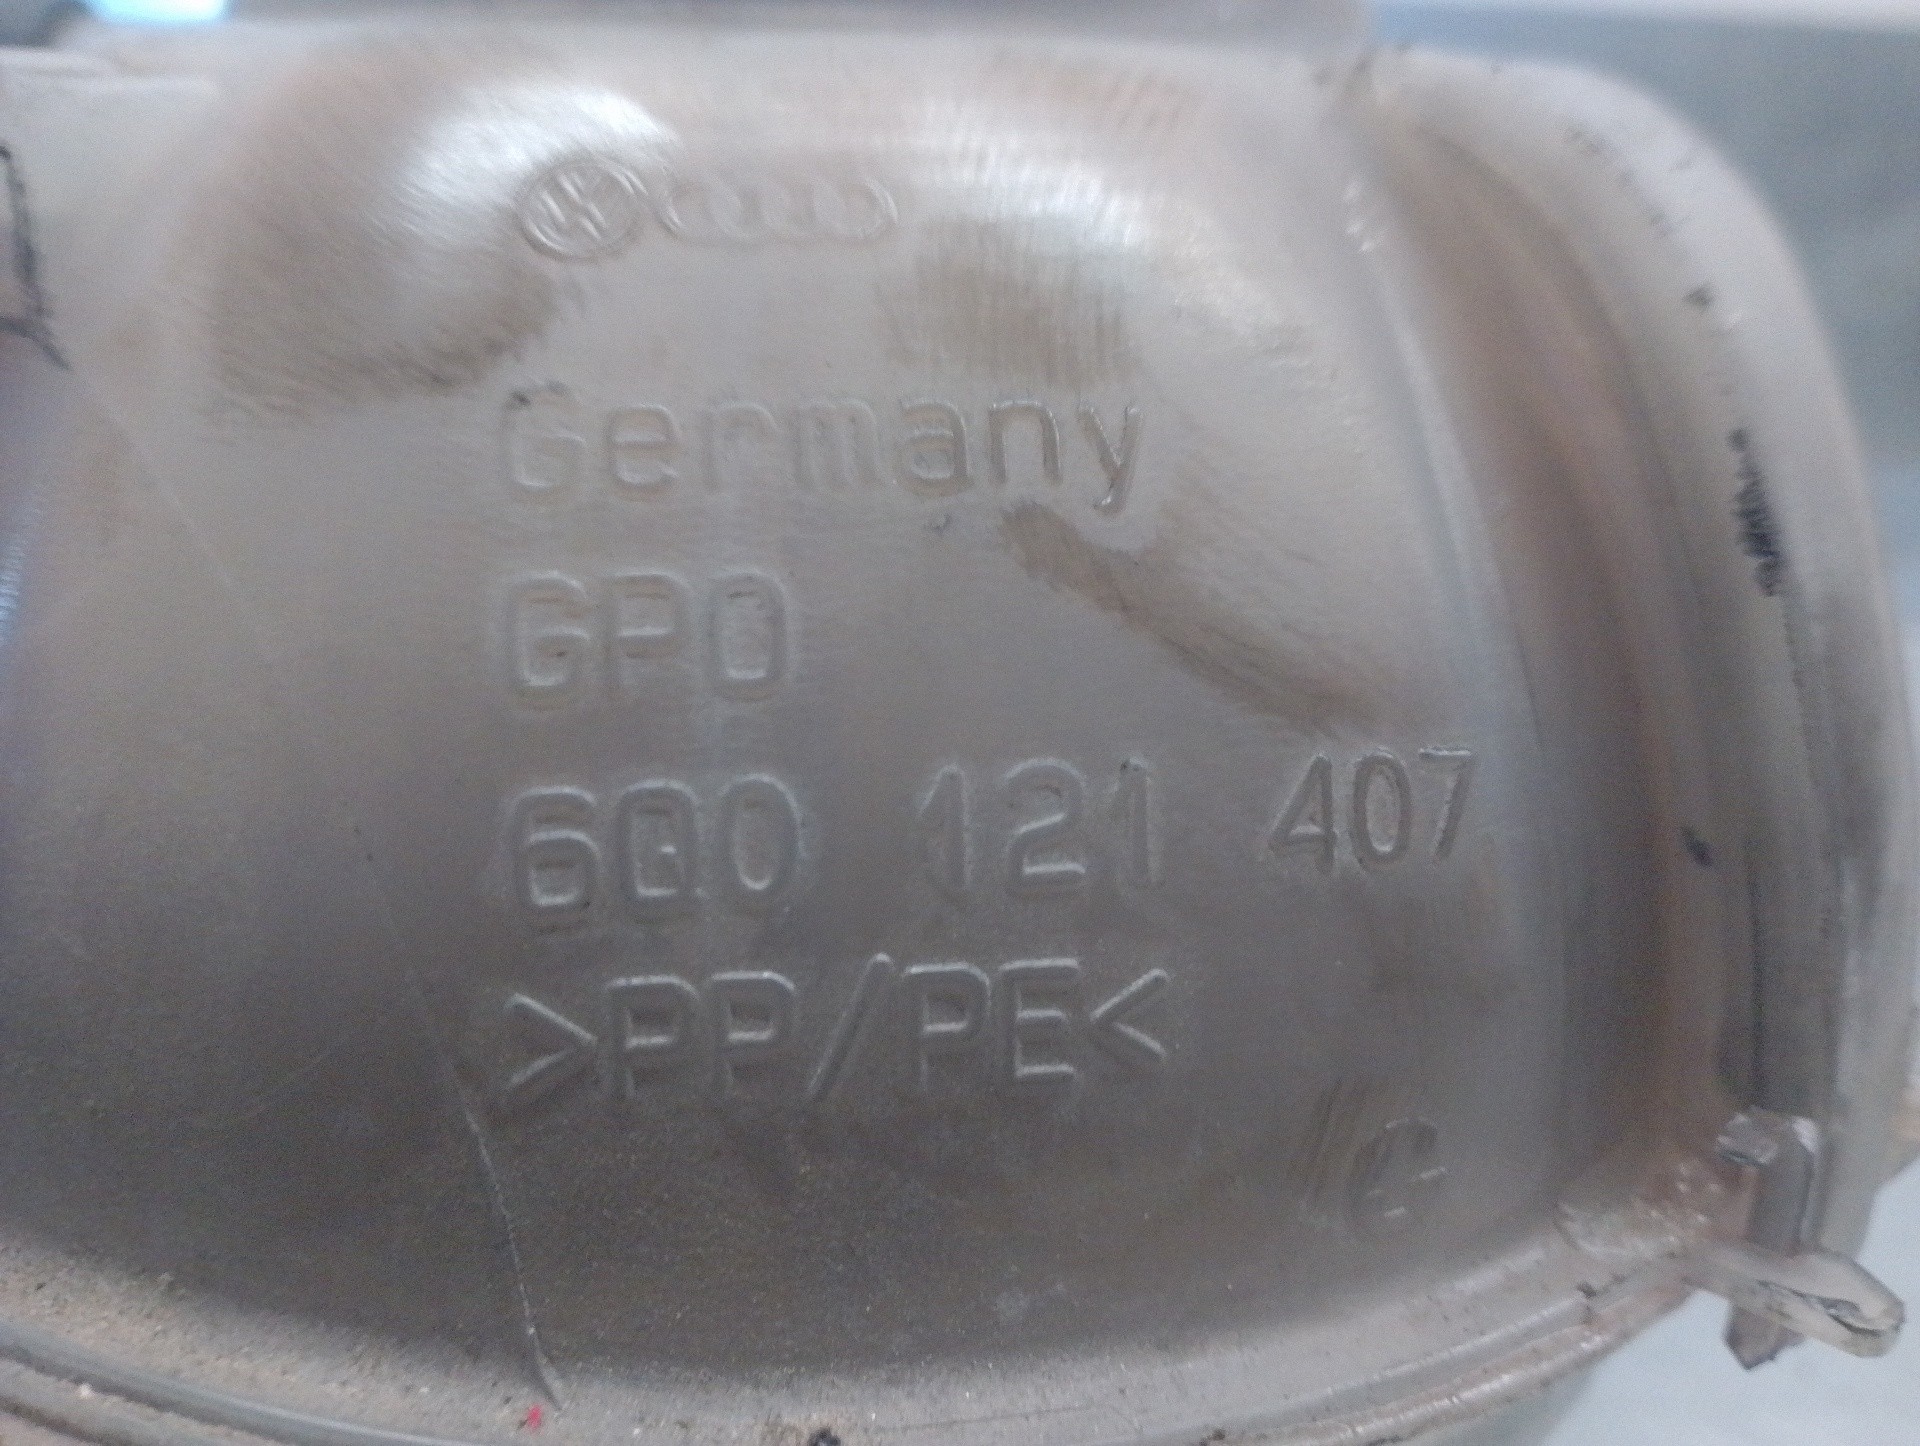 Germany
GPO
6Q0 121 407
>PP/PE<
G